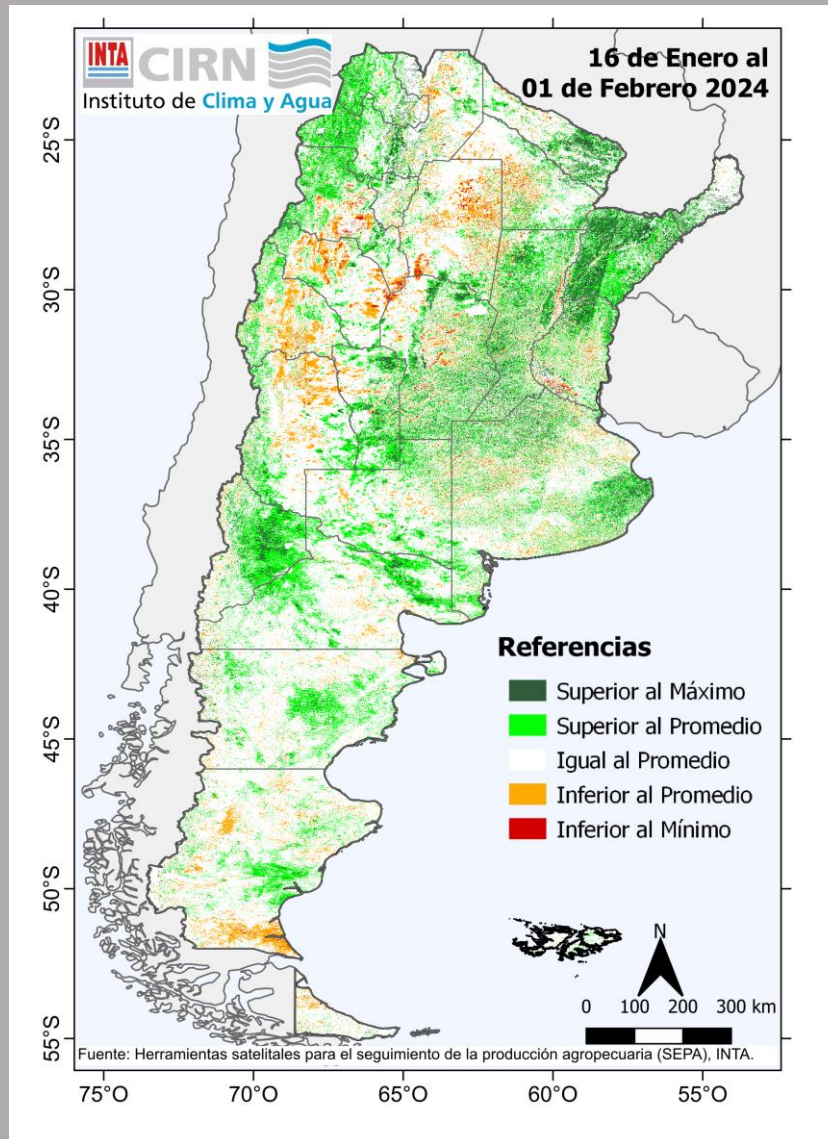 INTA CIRN
Instituto de Clima y Agua
16 de Enero al
01 de Febrero 2024
25°S
30°S
35°S
40°S
45°S
50°S
55°S
Referencias
Superior al Máximo
Superior al Promedio
Igual al Promedio
Inferior al Promedio
Inferior al Mínimo
N
0 100 200 300 km
Fuente: Herramientas satelitales para el seguimiento de la producción agropecuaria (SEPA), INTA.
75°O 70°O 65°O 60°O 55°O